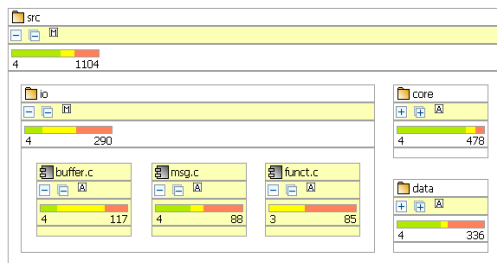 src
M
4 1104
io
M
4 290
core
A
4 478
buffer.c
A
4 117
msg.c
A
4 88
funct.c
A
3 85
data
A
4 336